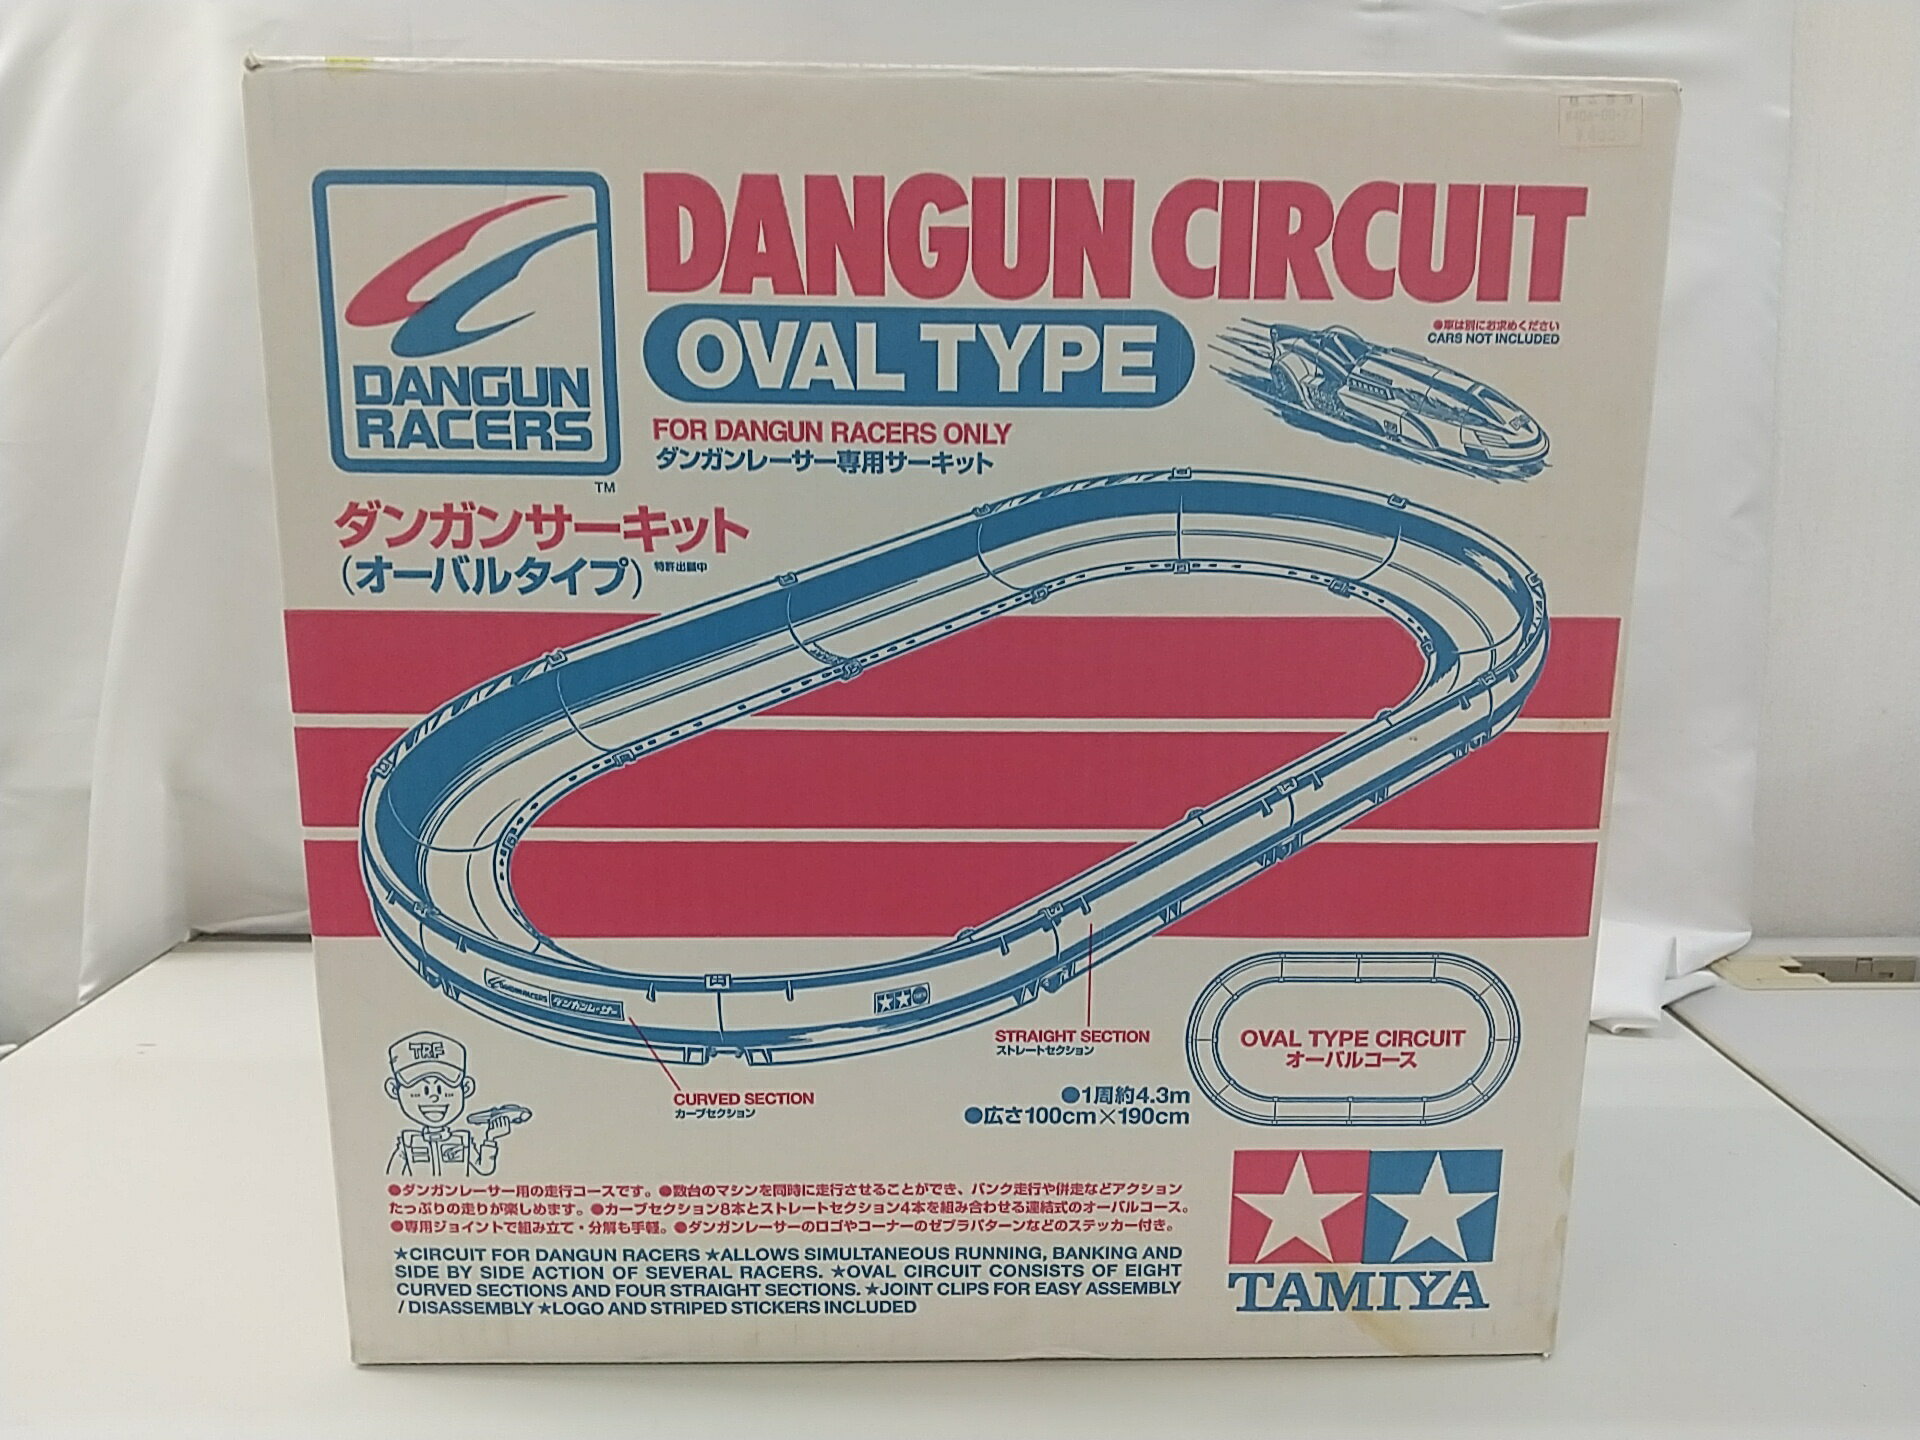 DANGUN CIRCUIT
OVAL TYPE
●車は別にお求めください
CARS NOT INCLUDED
DANGUN
RACERS
TM
FOR DANGUN RACERS ONLY
ダンガンレーサー専用サーキット
ダンガンサーキット
(オーバルタイプ)
特許出願中
DANGUN RACERS ダンガンレーサー
STRAIGHT SECTION
ストレートセクション
CURVED SECTION
カーブセクション
OVAL TYPE CIRCUIT
オーバルコース
●1周約4.3m
●広さ100cm×190cm
TRF
●ダンガンレーサー用の走行コースです。●数台のマシンを同時に走行させることができ、バンク走行や併走などアクション
たっぷりの走りが楽しめます。●カーブセクション8本とストレートセクション4本を組み合わせる連結式のオーバルコース。
●専用ジョイントで組み立て・分解も手軽。●ダンガンレーサーのロゴやコーナーのゼブラパターンなどのステッカー付き。
★CIRCUIT FOR DANGUN RACERS ★ALLOWS SIMULTANEOUS RUNNING, BANKING AND
SIDE BY SIDE ACTION OF SEVERAL RACERS. ★OVAL CIRCUIT CONSISTS OF EIGHT
CURVED SECTIONS AND FOUR STRAIGHT SECTIONS. ★JOINT CLIPS FOR EASY ASSEMBLY
/ DISASSEMBLY ★LOGO AND STRIPED STICKERS INCLUDED
TAMIYA